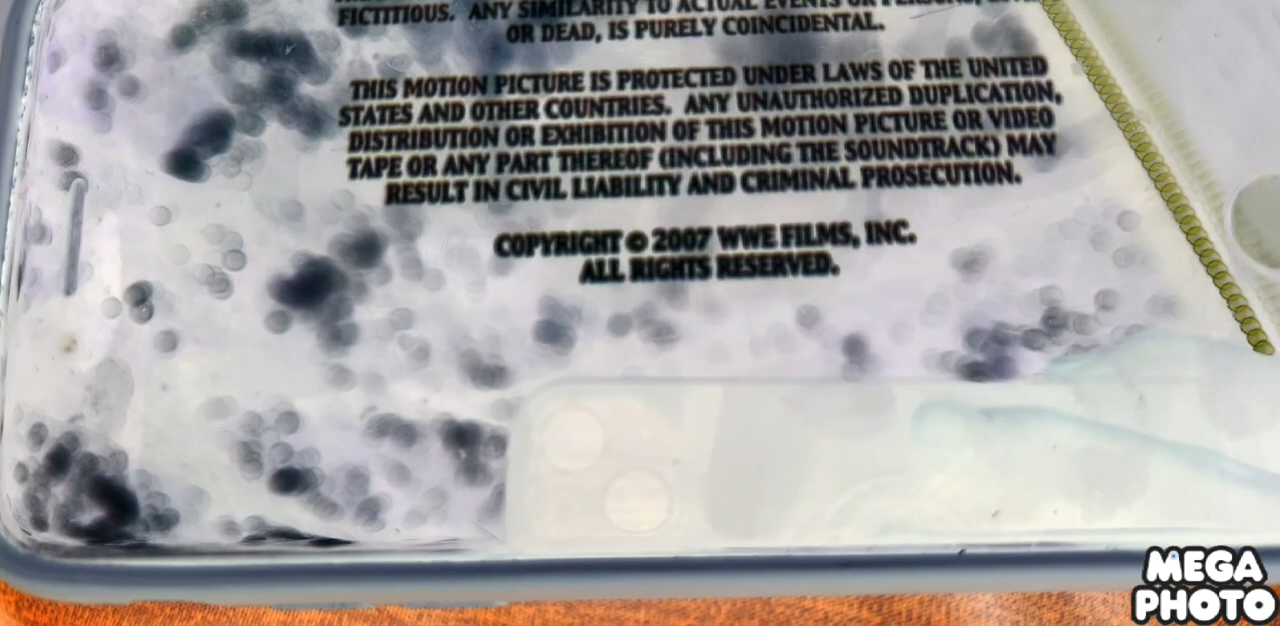 FICTITIOUS. ANY SIMILARITY TO ACTUAL EVENTS OR PERSONS,
OR DEAD, IS PURELY COINCIDENTAL.
THIS MOTION PICTURE IS PROTECTED UNDER LAWS OF THE UNITED
STATES AND OTHER COUNTRIES. ANY UNAUTHORIZED DUPLICATION,
DISTRIBUTION OR EXHIBITION OF THIS MOTION PICTURE OR VIDEO
TAPE OR ANY PART THEREOF (INCLUDING THE SOUNDTRACK) MAY
RESULT IN CIVIL LIABILITY AND CRIMINAL PROSECUTION.
COPYRIGHT © 2007 WWE FILMS, INC.
ALL RIGHTS RESERVED.
MEGA
PHOTO